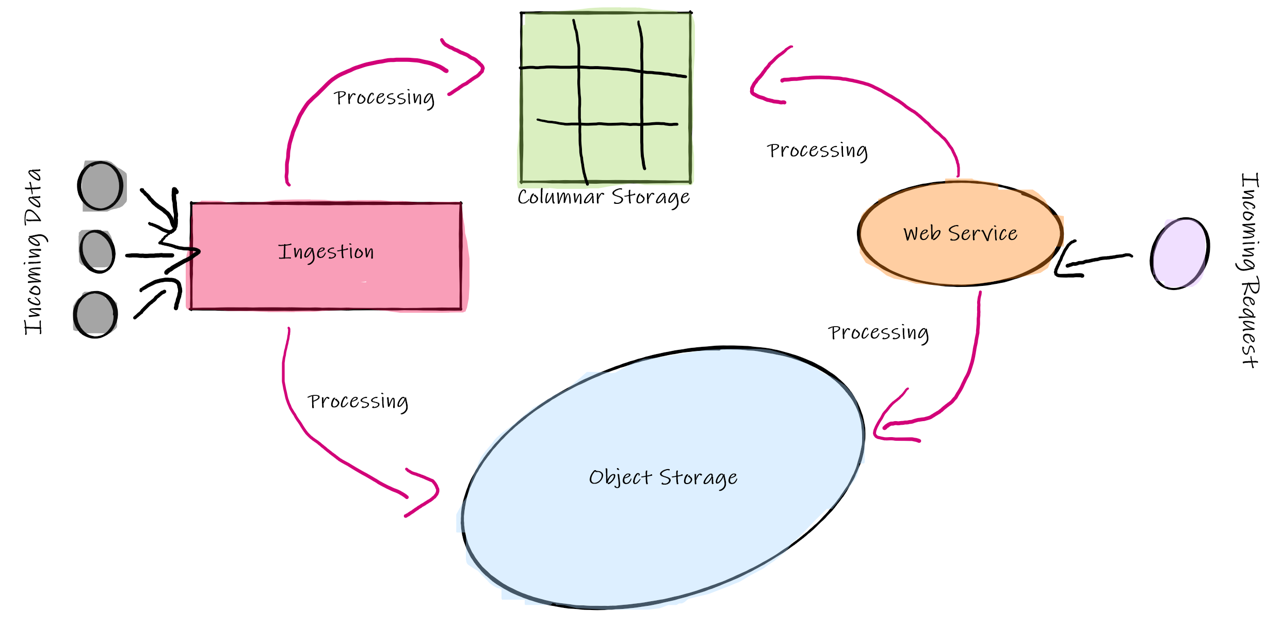 Processing
Columnar Storage
Processing
Incoming Data
Ingestion
Web Service
Incoming Request
Processing
Processing
Object Storage